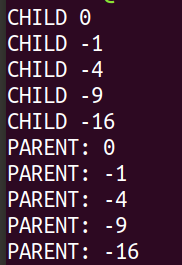 CHILD 0
CHILD -1
CHILD -4
CHILD -9
CHILD -16
PARENT: 0
PARENT: -1
PARENT: -4
PARENT: -9
PARENT: -16